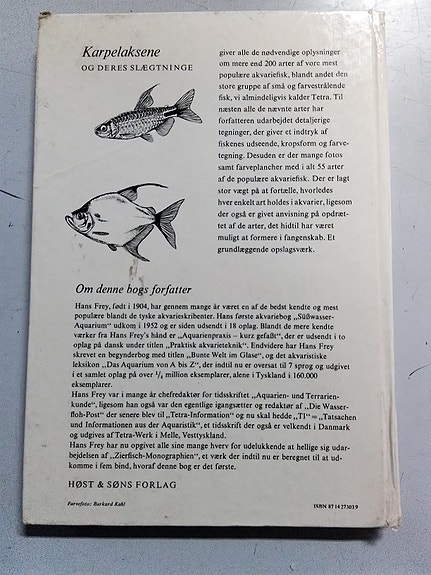 Karpelaksene
OG DERES SLÆGTNINGE
giver alle de nødvendige oplysninger
om mere end 200 arter af vore mest
populære akvariefisk, blandt andet den
store gruppe af små og farvestrålende
fisk, vi almindeligvis kalder Tetra. Til
næsten alle de nævnte arter har
forfatteren udarbejdet detaljerige
tegninger, der giver et indtryk af
fiskenes udseende, kropsform og farve-
tegning. Desuden er der mange fotos
samt farveplancher med i alt 55 arter
af de populære akvariefisk. Der er lagt
stor vægt på at fortælle, hvorledes
hver enkelt art holdes i akvarier, ligesom
der også er givet anvisning på opdræt-
tet af de arter, det hidtil har været
muligt at formere i fangenskab. Et
grundlæggende opslagsværk.
Om denne bogs forfatter
Hans Frey, født i 1904, har gennem mange år været en af de bedst kendte og mest
populære blandt de tyske akvarieskribenter. Hans første akvariebog „Süßwasser-
Aquarium” udkom i 1952 og er siden udsendt i 18 oplag. Blandt de mere kendte
værker fra Hans Frey's hånd er „Aquarienpraxis – kurz gefaßt”, der er udsendt i to
oplag på dansk under titlen „Praktisk akvarieteknik”. Endvidere har Hans Frey
skrevet en begynderbog med titlen „Bunte Welt im Glase”, og det akvaristiske
leksikon „Das Aquarium von A bis Z”, der indtil nu er oversat til 7 sprog og udgivet
i et samlet oplag på over ¼ million eksemplarer, alene i Tyskland i 160.000
eksemplarer.
Hans Frey var i mange år chefredaktør for tidsskriftet „Aquarien- und Terrarien-
kunde”, ligesom han også var den egentlige igangsætter og redaktør af „Die Wasser-
floh-Post” der senere blev til „Tetra-Information” og nu skal hedde „TI” = „Tatsachen
und Informationen aus der Aquaristik”, et tidsskrift der også er velkendt i Danmark
og udgives af Tetra-Werk i Melle, Vesttyskland.
Hans Frey har nu opgivet alle sine mange hverv for udelukkende at hellige sig udar-
bejdelsen af „Zierfisch-Monographien”, et værk der indtil nu er beregnet til at ud-
komme i fem bind, hvoraf denne bog er det første.
HØST & SØNS FORLAG
Farvefoto: Burkard Kahl
ISBN 87 14 27303 9